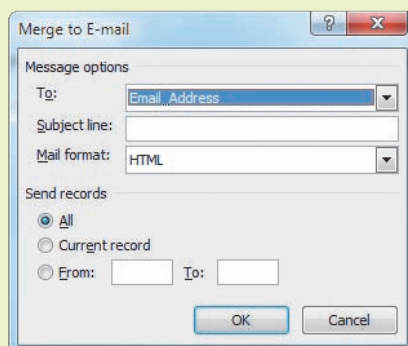 Merge to E-mail
Message options
To: Email_Address
Subject line:
Mail format: HTML
Send records
All
Current record
From: To:
OK Cancel